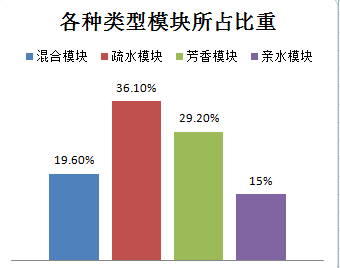 各种类型模块所占比重
混合模块 疏水模块 芳香模块 亲水模块
36.10%
29.20%
19.60%
15%